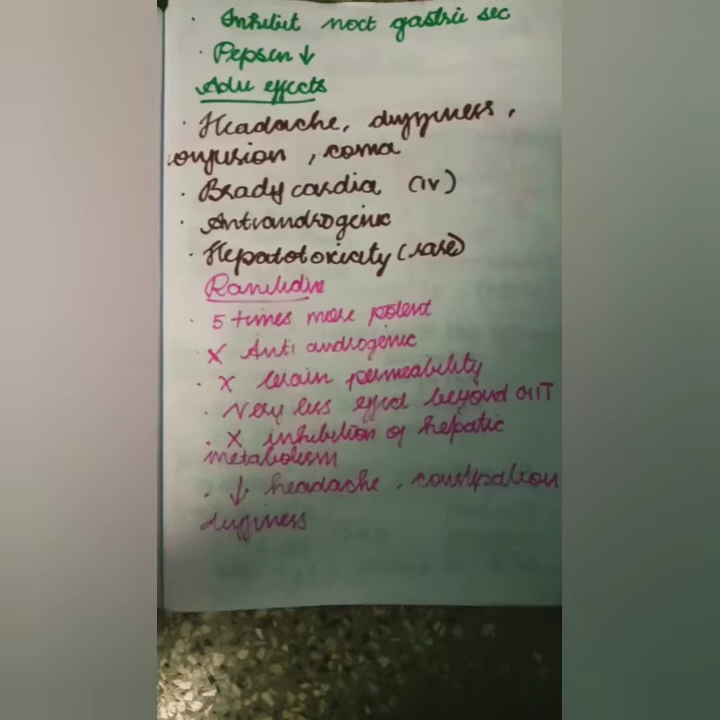 · Inhibit noct gastric sec
· Pepsin ↓
Adv effects
· Headache, dizziness,
confusion, coma
· Bradycardia (iv)
· Antiandrogenic
· Hepatotoxicity (rare)
Ranitidine
· 5 times more potent
· X Anti androgenic
· X brain permeability
· Very less effect beyond GIT
· X inhibition of hepatic
metabolism
· ↓ headache, constipation
dizziness